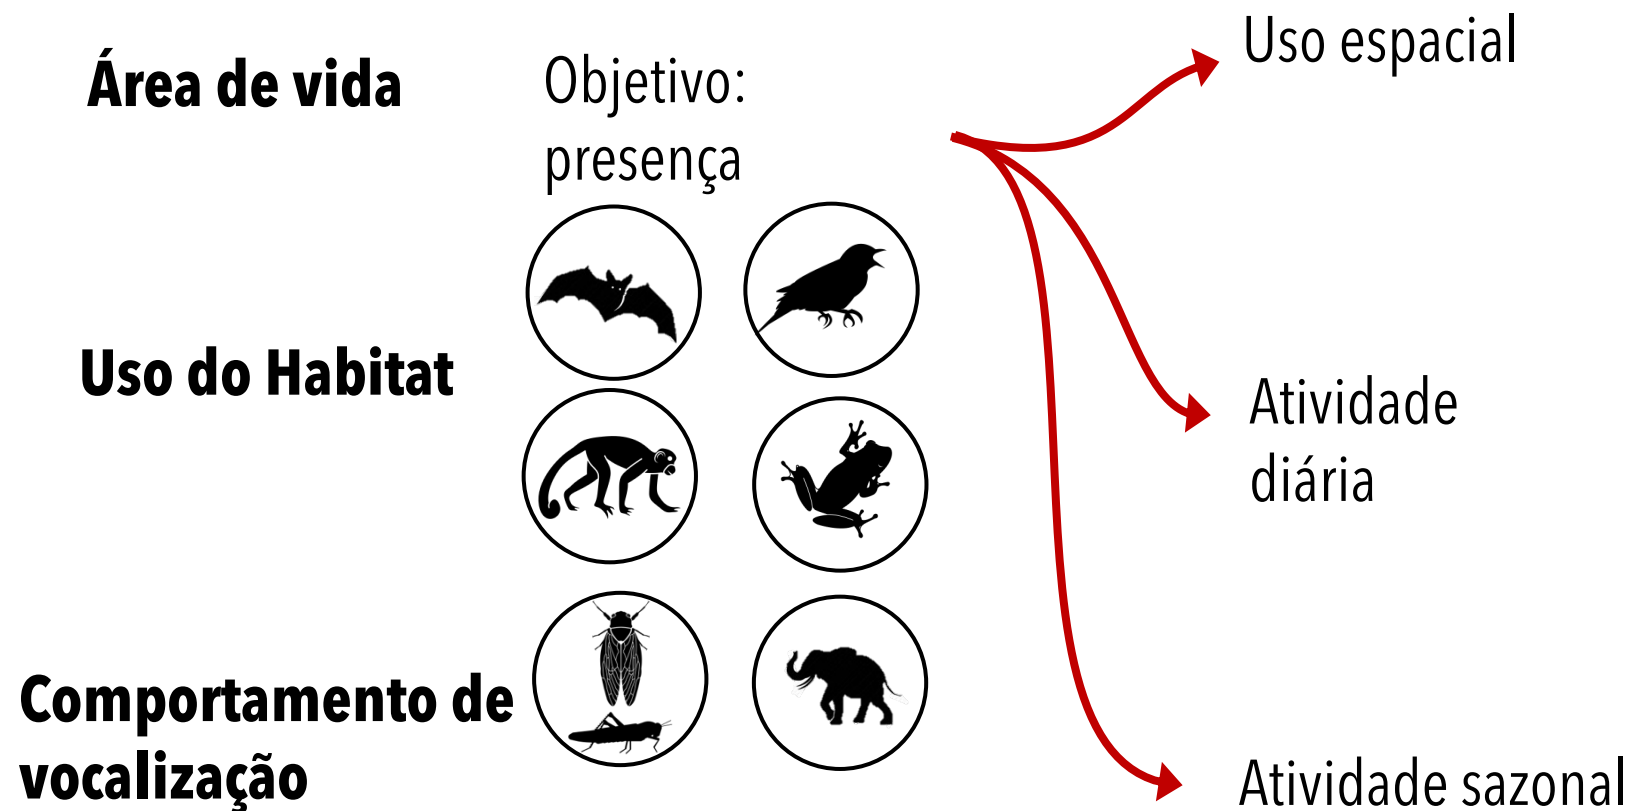 Área de vida
Objetivo:
presença
Uso espacial
Uso do Habitat
Atividade
diária
Comportamento de
vocalização
Atividade sazonal